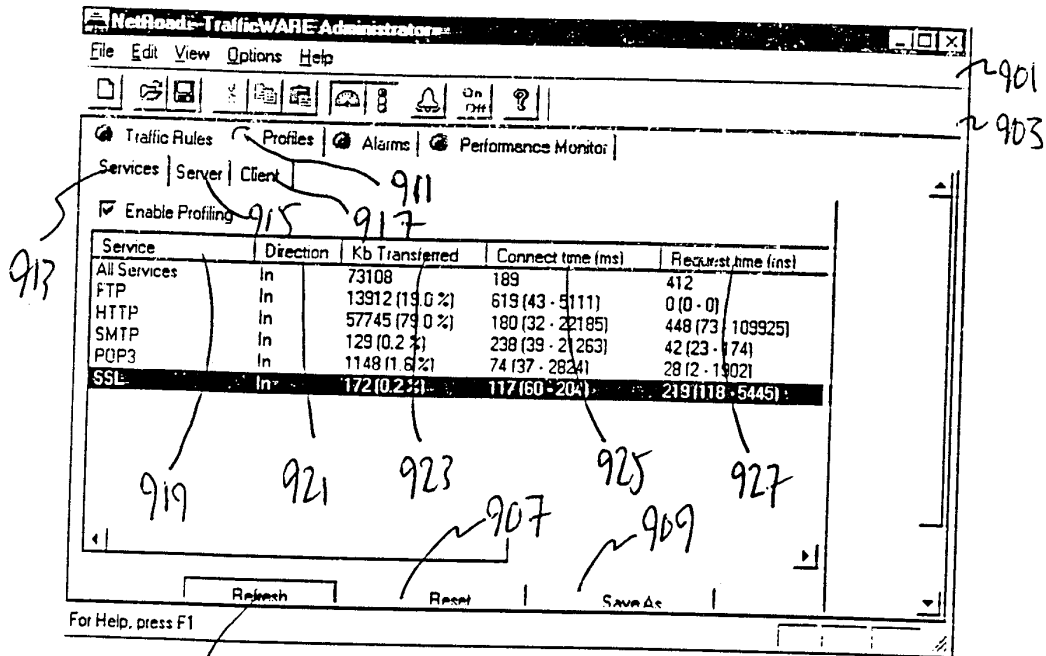 NetRoads TrafficWARE Administrator
File Edit View Options Help
901
On
Off
?
903
Traffic Rules Profiles Alarms Performance Monitor
911
Services Server Client
915
917
Enable Profiling
913
Service Direction Kb Transferred Connect time (ms) Request time (ms)
All Services In 73108 189 412
FTP In 13912 (19.0 %) 619 (43 - 5111) 0 (0 - 0)
HTTP In 57745 (79.0 %) 180 (32 - 22185) 448 (73 - 109925)
SMTP In 129 (0.2 %) 238 (39 - 21263) 42 (23 - 174)
POP3 In 1148 (1.6 %) 74 (37 - 2824) 28 (2 - 1902)
SSL In 172 (0.2 %) 117 (60 - 204) 219 (118 - 5445)
919
921
923
925
927
907
909
Refresh Reset Save As
For Help, press F1